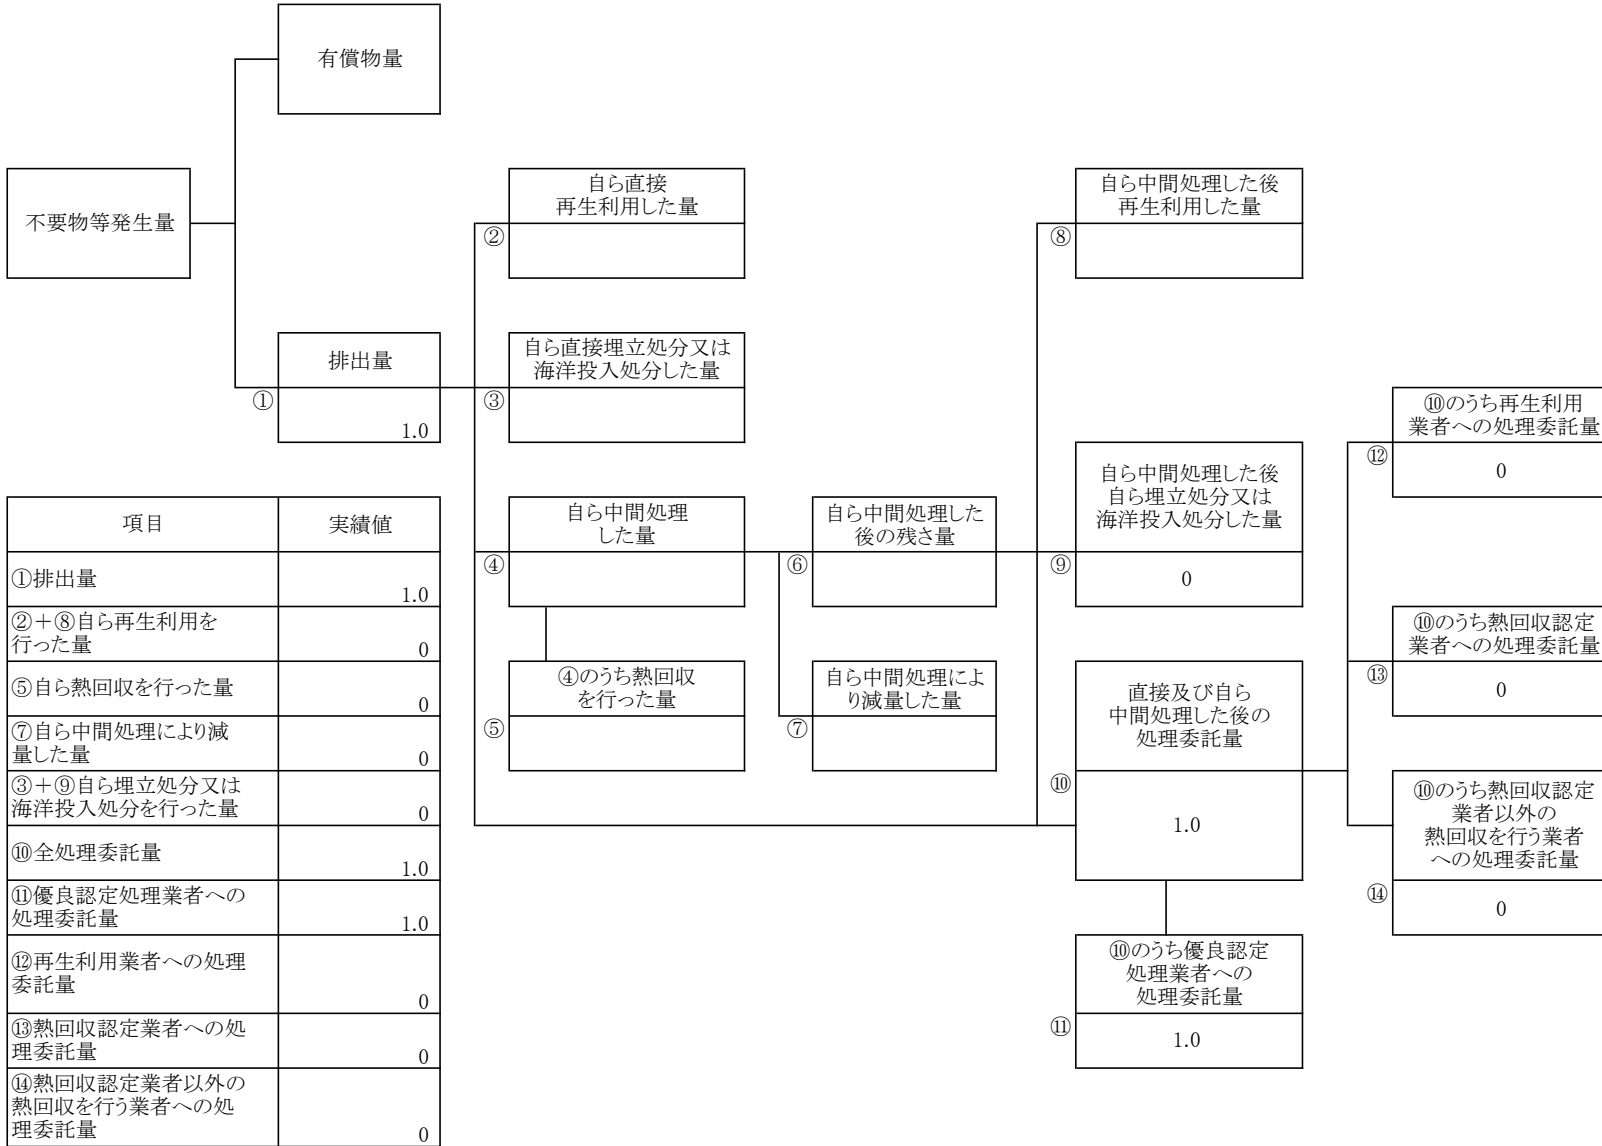 有償物量
不要物等発生量
排出量
①
1.0
自ら直接
再生利用した量
②
自ら直接埋立処分又は
海洋投入処分した量
③
自ら中間処理
した量
④
④のうち熱回収
を行った量
⑤
自ら中間処理した
後の残さ量
⑥
自ら中間処理によ
り減量した量
⑦
自ら中間処理した後
再生利用した量
⑧
自ら中間処理した後
自ら埋立処分又は
海洋投入処分した量
⑨
0
直接及び自ら
中間処理した後の
処理委託量
⑩
1.0
⑩のうち優良認定
処理業者への
処理委託量
⑪
1.0
⑩のうち再生利用
業者への処理委託量
⑫
0
⑩のうち熱回収認定
業者への処理委託量
⑬
0
⑩のうち熱回収認定
業者以外の
熱回収を行う業者
への処理委託量
⑭
0
項目 実績値
①排出量
1.0
②＋⑧自ら再生利用を
行った量
0
⑤自ら熱回収を行った量
0
⑦自ら中間処理により減
量した量
0
③＋⑨自ら埋立処分又は
海洋投入処分を行った量
0
⑩全処理委託量
1.0
⑪優良認定処理業者への
処理委託量
1.0
⑫再生利用業者への処理
委託量
0
⑬熱回収認定業者への処
理委託量
0
⑭熱回収認定業者以外の
熱回収を行う業者への処
理委託量
0